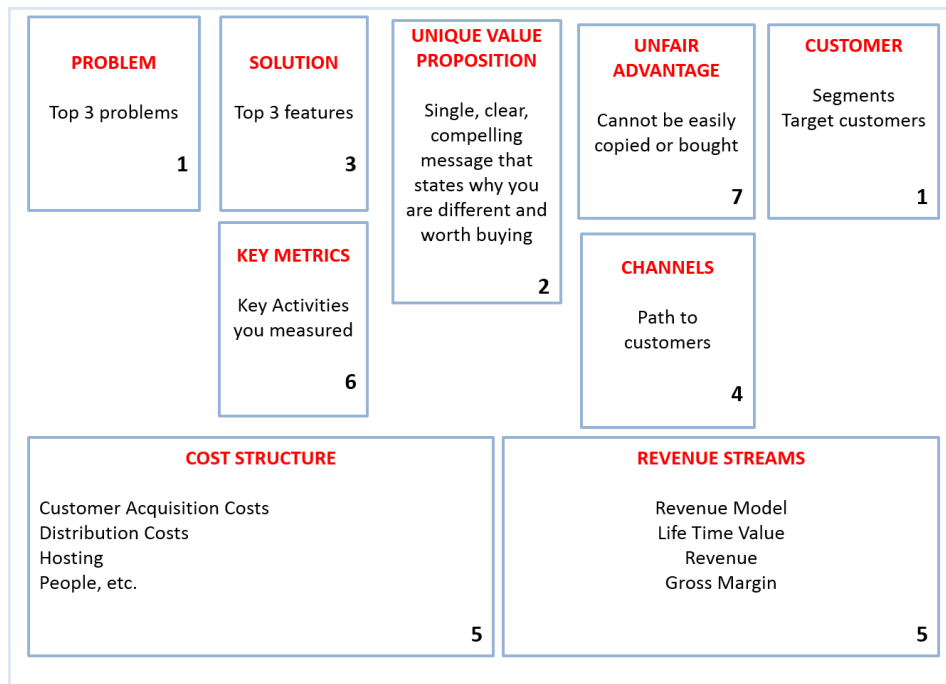 PROBLEM
Top 3 problems
1
SOLUTION
Top 3 features
3
UNIQUE VALUE
PROPOSITION
Single, clear,
compelling
message that
states why you
are different and
worth buying
2
UNFAIR
ADVANTAGE
Cannot be easily
copied or bought
7
CUSTOMER
Segments
Target customers
1
KEY METRICS
Key Activities
you measured
6
CHANNELS
Path to
customers
4
COST STRUCTURE
Customer Acquisition Costs
Distribution Costs
Hosting
People, etc.
5
REVENUE STREAMS
Revenue Model
Life Time Value
Revenue
Gross Margin
5